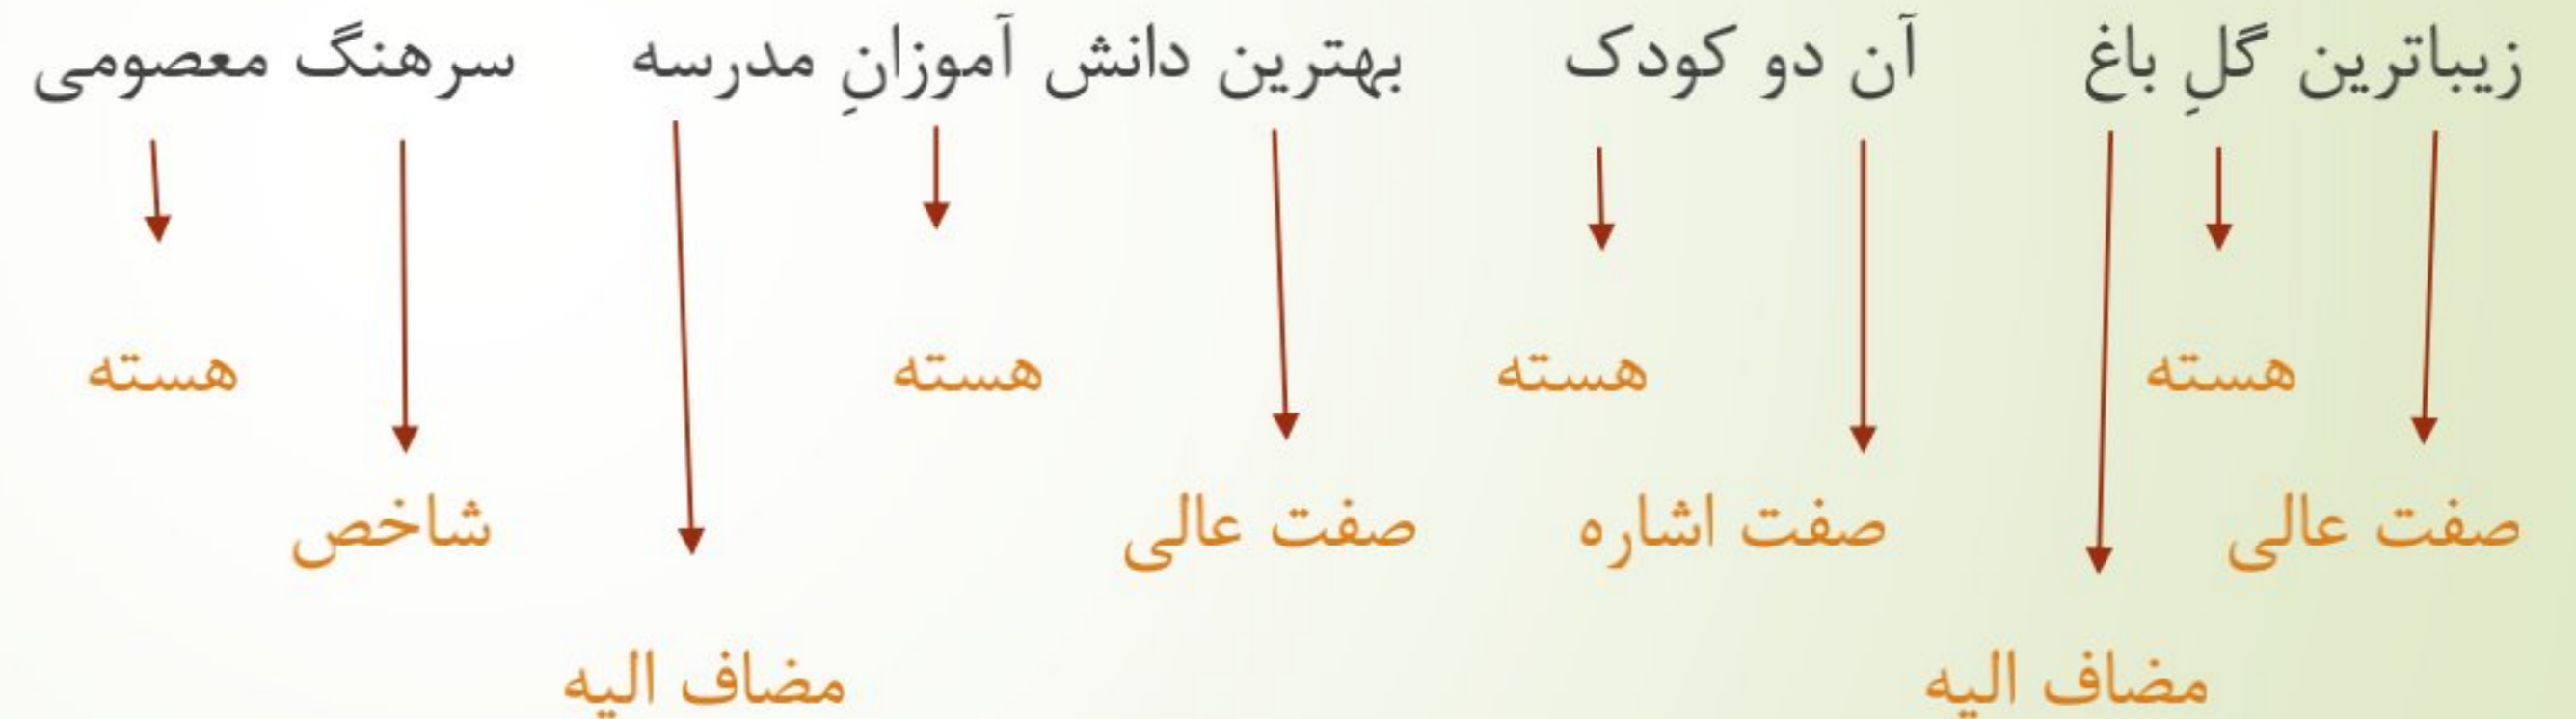 زیباترین گلِ باغ آن دو کودک بهترین دانش آموزانِ مدرسه سرهنگ معصومی
هسته هسته هسته هسته
صفت عالی صفت اشاره صفت عالی شاخص
مضاف الیه مضاف الیه